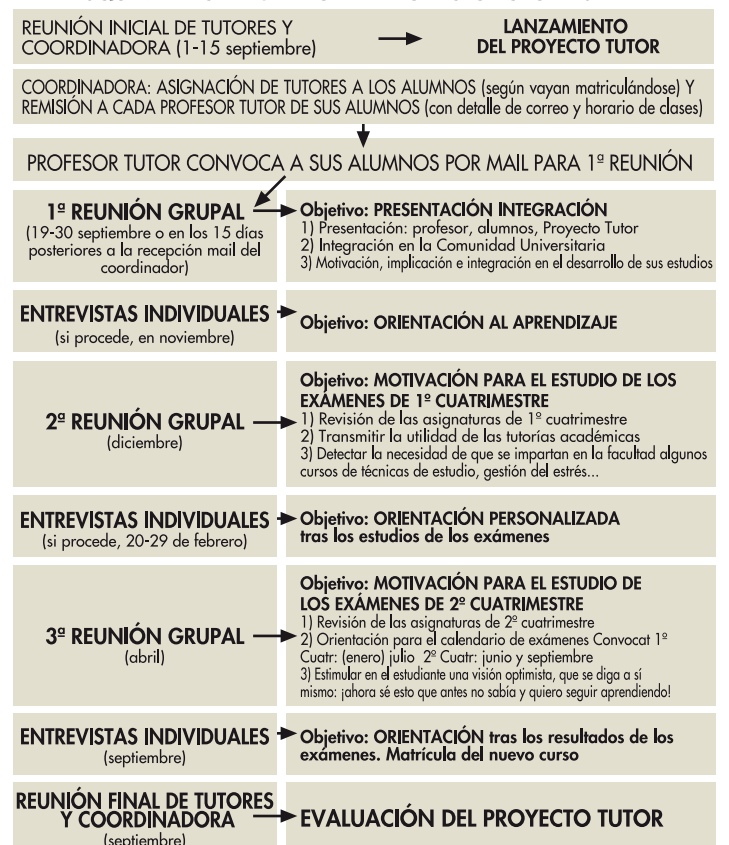 REUNIÓN INICIAL DE TUTORES Y
COORDINADORA (1-15 septiembre)
LANZAMIENTO
DEL PROYECTO TUTOR
COORDINADORA: ASIGNACIÓN DE TUTORES A LOS ALUMNOS (según vayan matriculándose) Y
REMISIÓN A CADA PROFESOR TUTOR DE SUS ALUMNOS (con detalle de correo y horario de clases)
PROFESOR TUTOR CONVOCA A SUS ALUMNOS POR MAIL PARA 1º REUNIÓN
1ª REUNIÓN GRUPAL
(19-30 septiembre o en los 15 días
posteriores a la recepción mail del
coordinador)
Objetivo: PRESENTACIÓN INTEGRACIÓN
1) Presentación: profesor, alumnos, Proyecto Tutor
2) Integración en la Comunidad Universitaria
3) Motivación, implicación e integración en el desarrollo de sus estudios
ENTREVISTAS INDIVIDUALES
(si procede, en noviembre)
Objetivo: ORIENTACIÓN AL APRENDIZAJE
2ª REUNIÓN GRUPAL
(diciembre)
Objetivo: MOTIVACIÓN PARA EL ESTUDIO DE LOS
EXÁMENES DE 1º CUATRIMESTRE
1) Revisión de las asignaturas de 1º cuatrimestre
2) Transmitir la utilidad de las tutorías académicas
3) Detectar la necesidad de que se impartan en la facultad algunos
cursos de técnicas de estudio, gestión del estrés...
ENTREVISTAS INDIVIDUALES
(si procede, 20-29 de febrero)
Objetivo: ORIENTACIÓN PERSONALIZADA
tras los estudios de los exámenes
3ª REUNIÓN GRUPAL
(abril)
Objetivo: MOTIVACIÓN PARA EL ESTUDIO DE
LOS EXÁMENES DE 2º CUATRIMESTRE
1) Revisión de las asignaturas de 2º cuatrimestre
2) Orientación para el calendario de exámenes Convocat 1º
Cuatr: (enero) julio 2º Cuatr: junio y septiembre
3) Estimular en el estudiante una visión optimista, que se diga a sí
mismo: ¡ahora sé esto que antes no sabía y quiero seguir aprendiendo!
ENTREVISTAS INDIVIDUALES
(septiembre)
Objetivo: ORIENTACIÓN tras los resultados de los
exámenes. Matrícula del nuevo curso
REUNIÓN FINAL DE TUTORES
Y COORDINADORA
(septiembre)
EVALUACIÓN DEL PROYECTO TUTOR